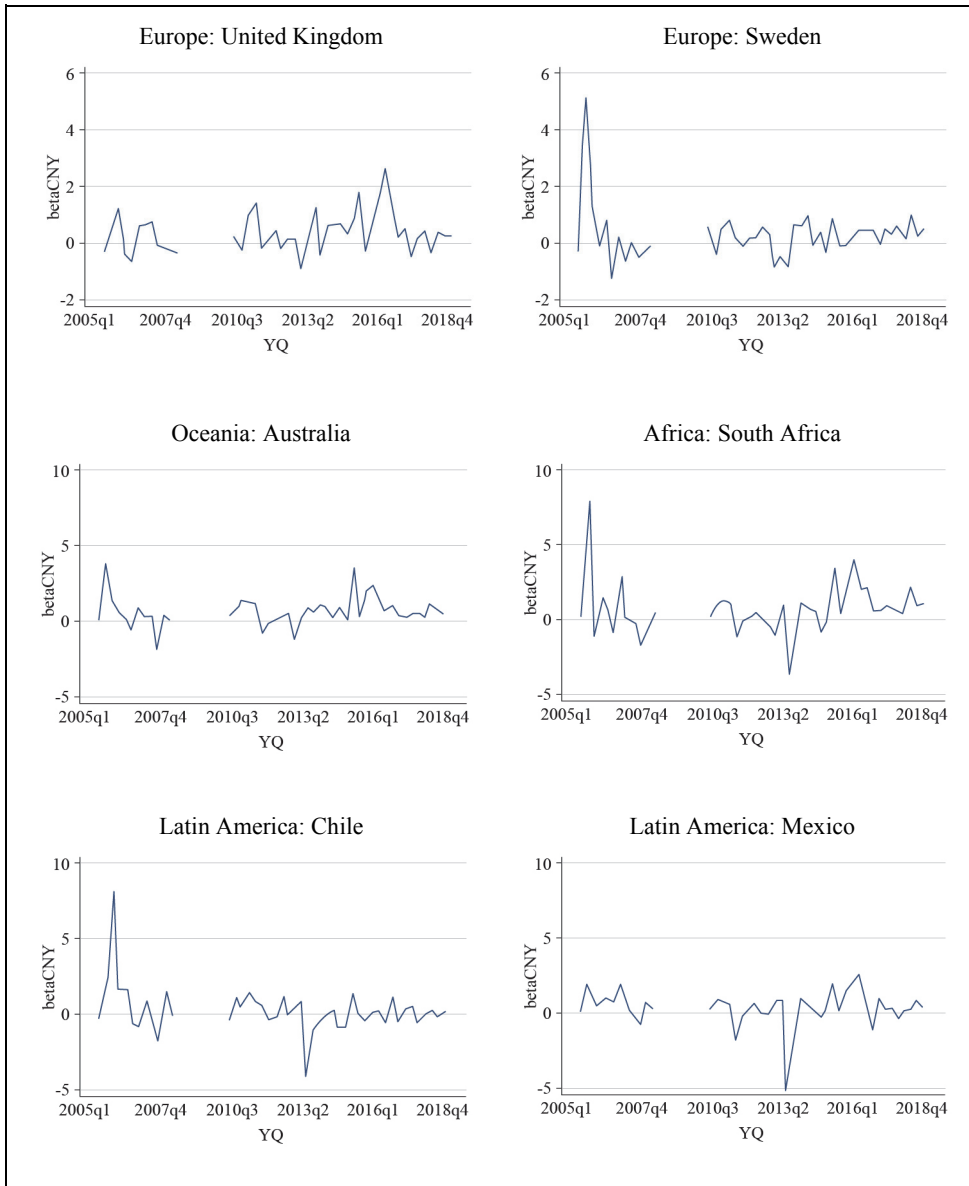 Europe: United Kingdom
6
4
2
0
-2
betaCNY
2005q1 2007q4 2010q3 2013q2 2016q1 2018q4
YQ
Europe: Sweden
6
4
2
0
-2
betaCNY
2005q1 2007q4 2010q3 2013q2 2016q1 2018q4
YQ
Oceania: Australia
10
5
0
-5
betaCNY
2005q1 2007q4 2010q3 2013q2 2016q1 2018q4
YQ
Africa: South Africa
10
5
0
-5
betaCNY
2005q1 2007q4 2010q3 2013q2 2016q1 2018q4
YQ
Latin America: Chile
10
5
0
-5
betaCNY
2005q1 2007q4 2010q3 2013q2 2016q1 2018q4
YQ
Latin America: Mexico
10
5
0
-5
betaCNY
2005q1 2007q4 2010q3 2013q2 2016q1 2018q4
YQ